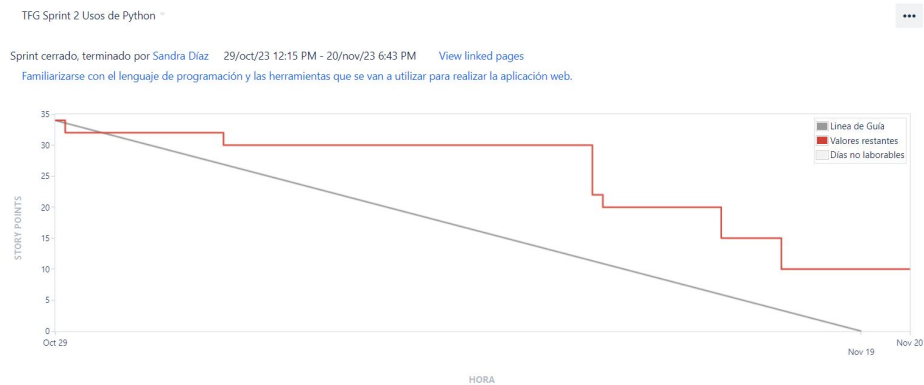 TFG Sprint 2 Usos de Python
Sprint cerrado, terminado por Sandra Díaz 29/oct/23 12:15 PM - 20/nov/23 6:43 PM View linked pages
Familiarizarse con el lenguaje de programación y las herramientas que se van a utilizar para realizar la aplicación web.
35
30
25
20
15
10
5
0
STORY POINTS
Linea de Guía
Valores restantes
Días no laborables
Oct 29
Nov 19
Nov 20
HORA